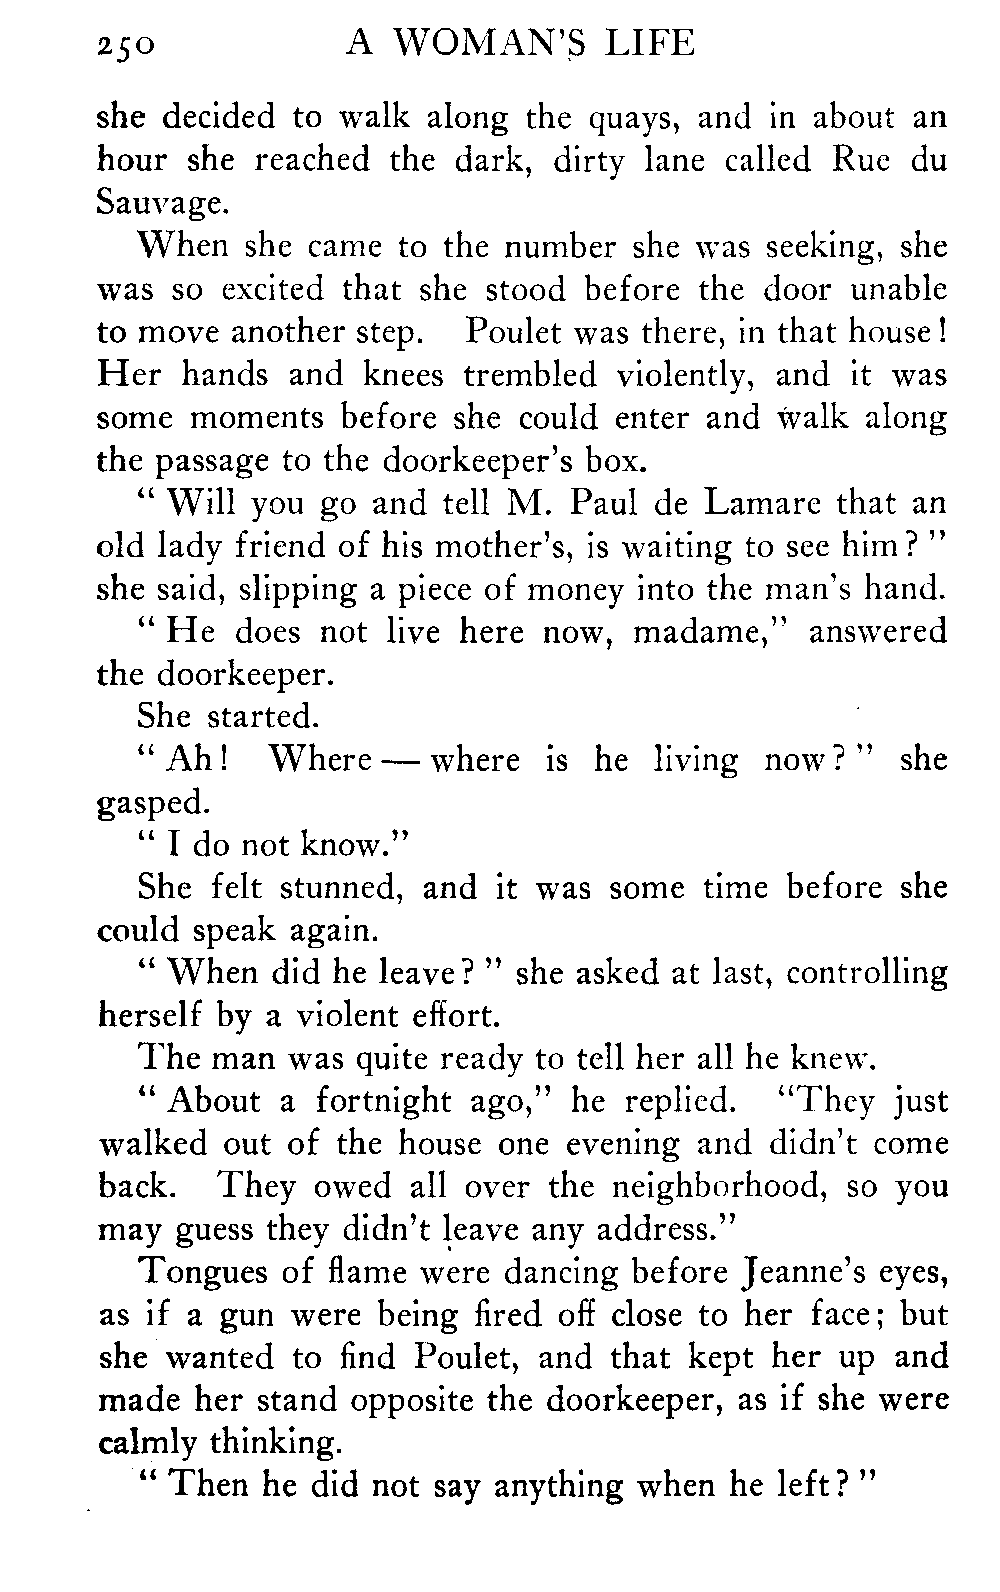 250 A WOMAN'S LIFE
she decided to walk along the quays, and in about an
hour she reached the dark, dirty lane called Rue du
Sauvage.
When she came to the number she was seeking, she
was so excited that she stood before the door unable
to move another step. Poulet was there, in that house!
Her hands and knees trembled violently, and it was
some moments before she could enter and walk along
the passage to the doorkeeper's box.
"Will you go and tell M. Paul de Lamare that an
old lady friend of his mother's, is waiting to see him?"
she said, slipping a piece of money into the man's hand.
"He does not live here now, madame," answered
the doorkeeper.
She started.
"Ah! Where — where is he living now?" she
gasped.
"I do not know."
She felt stunned, and it was some time before she
could speak again.
"When did he leave?" she asked at last, controlling
herself by a violent effort.
The man was quite ready to tell her all he knew.
"About a fortnight ago," he replied. "They just
walked out of the house one evening and didn't come
back. They owed all over the neighborhood, so you
may guess they didn't leave any address."
Tongues of flame were dancing before Jeanne's eyes,
as if a gun were being fired off close to her face; but
she wanted to find Poulet, and that kept her up and
made her stand opposite the doorkeeper, as if she were
calmly thinking.
"Then he did not say anything when he left?"